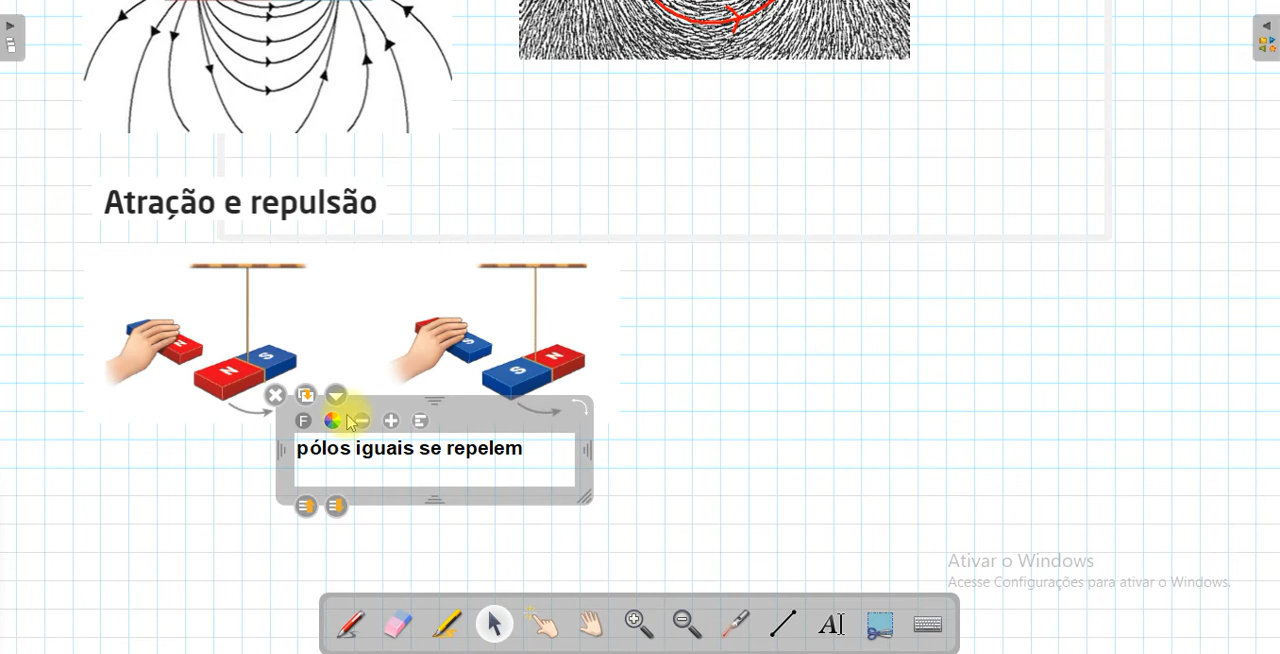 Atração e repulsão
N
N
S
S
S
N
F
pólos iguais se repelem
Ativar o Windows
Acesse Configurações para ativar o Windows.
A